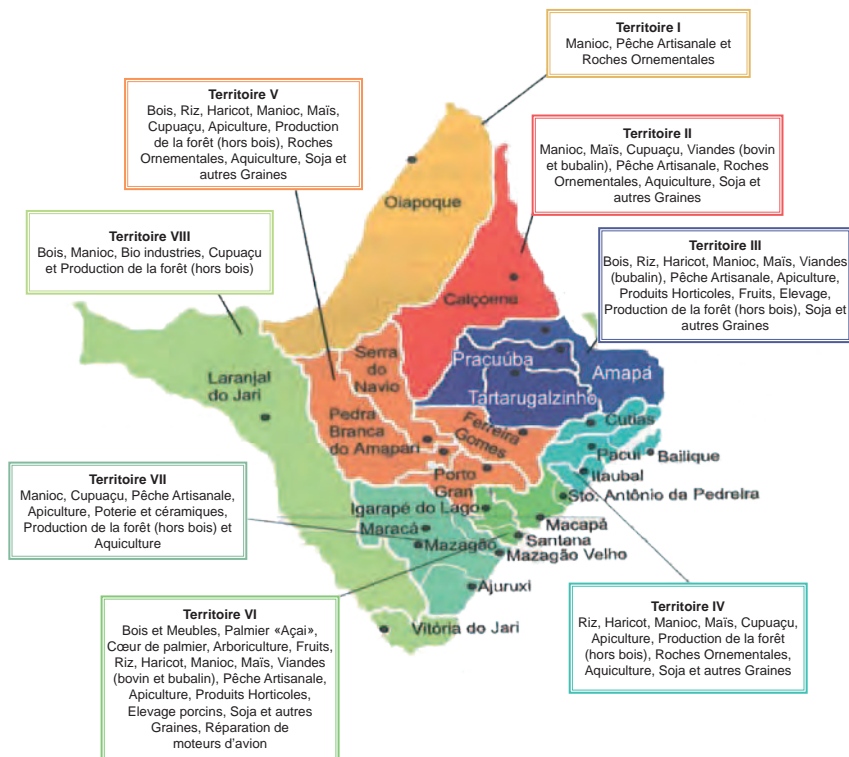 Territoire I
Manioc, Pêche Artisanale et
Roches Ornementales
Territoire V
Bois, Riz, Haricot, Manioc, Maïs,
Cupuaçu, Apiculture, Production
de la forêt (hors bois), Roches
Ornementales, Aquiculture, Soja et
autres Graines
Territoire II
Manioc, Maïs, Cupuaçu, Viandes (bovin
et bubalin), Pêche Artisanale, Roches
Ornementales, Aquiculture, Soja et
autres Graines
Territoire VIII
Bois, Manioc, Bio industries, Cupuaçu
et Production de la forêt (hors bois)
Territoire III
Bois, Riz, Haricot, Manioc, Maïs, Viandes
(bubalin), Pêche Artisanale, Apiculture,
Produits Horticoles, Fruits, Elevage,
Production de la forêt (hors bois), Soja et
autres Graines
Oiapoque
Calçoene
Serra
do
Navio
Pracuúba
Amapá
Tartarugalzinho
Laranjal
do Jari
Pedra
Branca
do Amapari
Ferreira
Gomes
Cutias
Pacuí
Bailique
Itaubal
Porto
Gran
Sto. Antônio da Pedreira
Igarapé do Lago
Macapá
Maracá
Santana
Mazagão
Mazagão Velho
Ajuruxi
Vitória do Jari
Territoire VII
Manioc, Cupuaçu, Pêche Artisanale,
Apiculture, Poterie et céramiques,
Production de la forêt (hors bois) et
Aquiculture
Territoire VI
Bois et Meubles, Palmier «Açai»,
Cœur de palmier, Arboriculture, Fruits,
Riz, Haricot, Manioc, Maïs, Viandes
(bovin et bubalin), Pêche Artisanale,
Apiculture, Produits Horticoles,
Elevage porcins, Soja et autres
Graines, Réparation de
moteurs d'avion
Territoire IV
Riz, Haricot, Manioc, Maïs, Cupuaçu,
Apiculture, Production de la forêt
(hors bois), Roches Ornementales,
Aquiculture, Soja et autres Graines